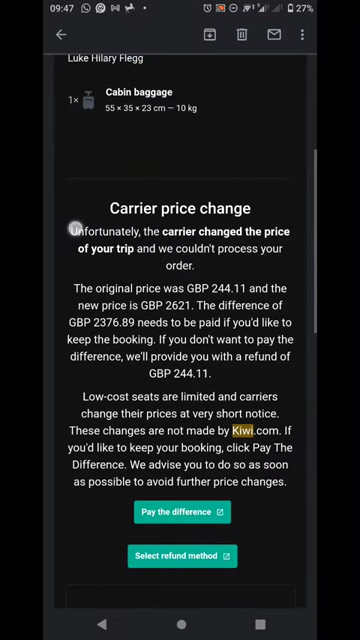 09:47
27%
Luke Hilary Flegg
1×
Cabin baggage
55 × 35 × 23 cm — 10 kg
Carrier price change
Unfortunately, the carrier changed the price
of your trip and we couldn't process your
order.
The original price was GBP 244.11 and the
new price is GBP 2621. The difference of
GBP 2376.89 needs to be paid if you'd like to
keep the booking. If you don't want to pay the
difference, we'll provide you with a refund of
GBP 244.11.
Low-cost seats are limited and carriers
change their prices at very short notice.
These changes are not made by Kiwi.com. If
you'd like to keep your booking, click Pay The
Difference. We advise you to do so as soon
as possible to avoid further price changes.
Pay the difference
Select refund method